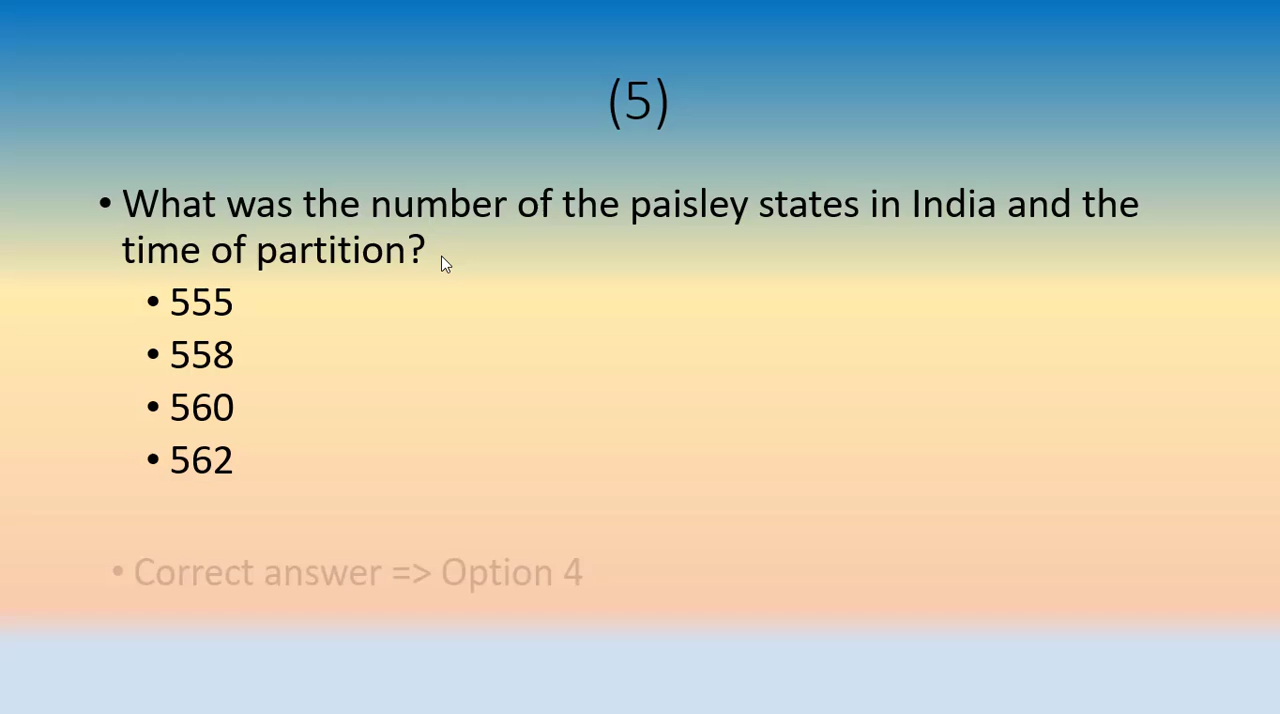 (5)
• What was the number of the paisley states in India and the
time of partition?
• 555
• 558
• 560
• 562
• Correct answer => Option 4